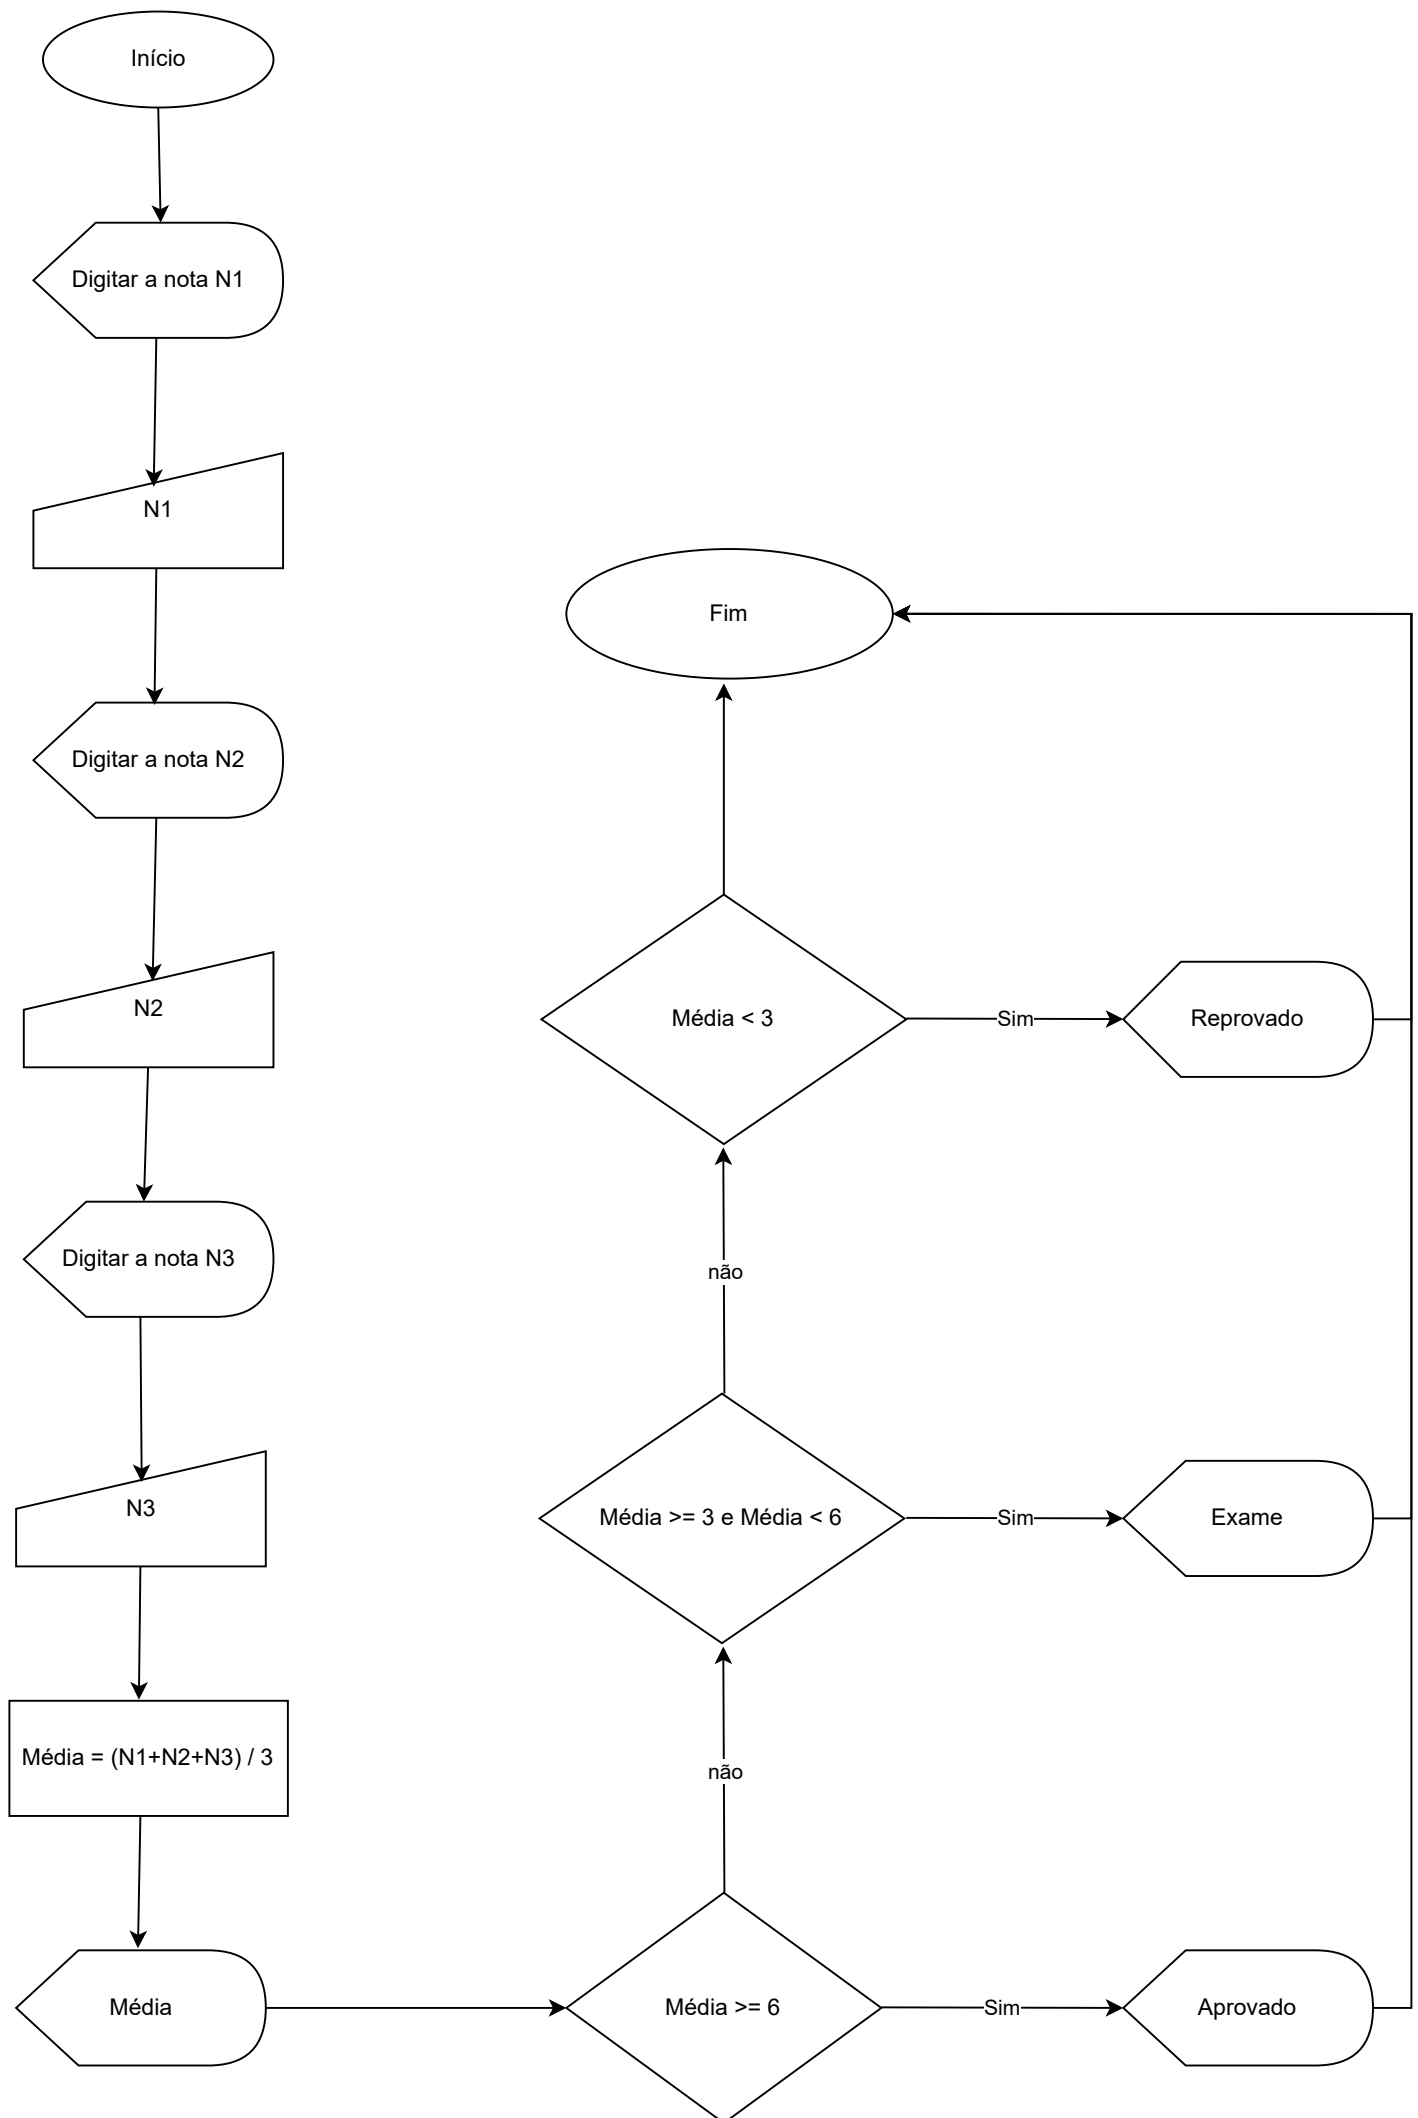 Início
Digitar a nota N1
N1
Digitar a nota N2
N2
Digitar a nota N3
N3
Média = (N1+N2+N3) / 3
Média
Média >= 6
Sim
Aprovado
não
Média >= 3 e Média < 6
Sim
Exame
não
Média < 3
Sim
Reprovado
Fim